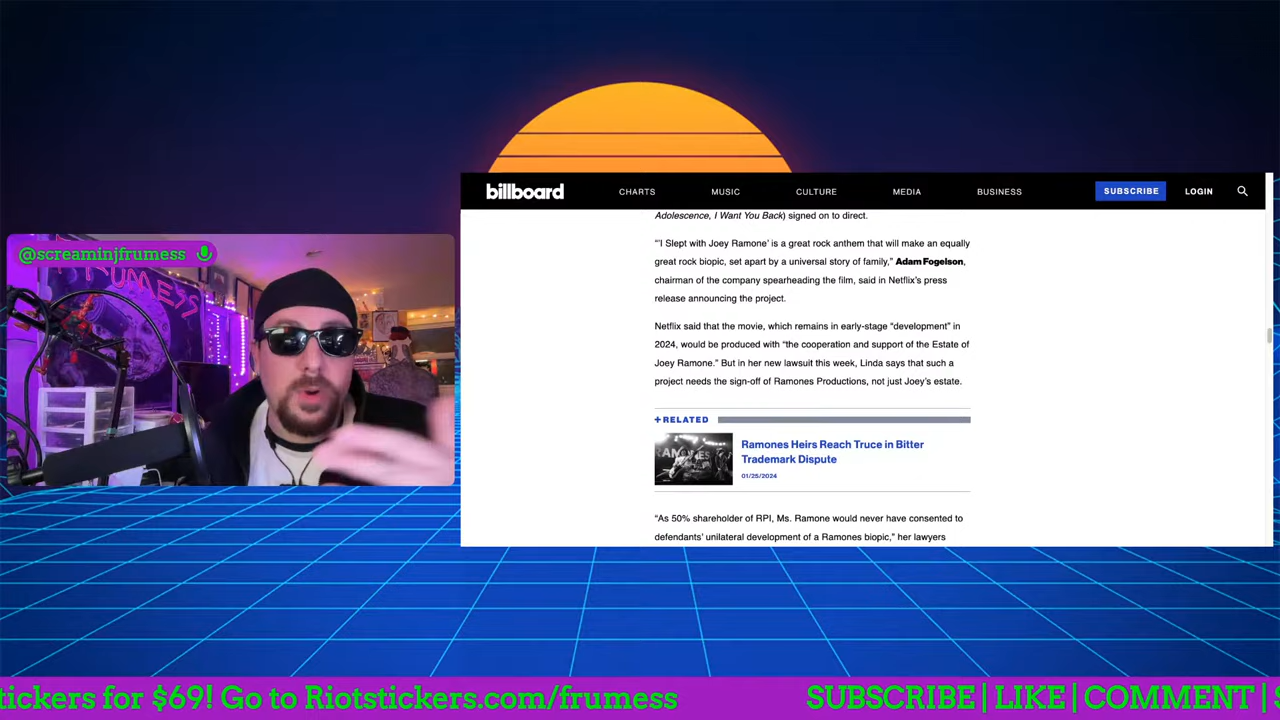 billboard
CHARTS
MUSIC
CULTURE
MEDIA
BUSINESS
SUBSCRIBE
LOGIN
Adolescence, I Want You Back) signed on to direct.
“‘I Slept with Joey Ramone’ is a great rock anthem that will make an equally
great rock biopic, set apart by a universal story of family,” Adam Fogelson,
chairman of the company spearheading the film, said in Netflix’s press
release announcing the project.
Netflix said that the movie, which remains in early-stage “development” in
2024, would be produced with “the cooperation and support of the Estate of
Joey Ramone.” But in her new lawsuit this week, Linda says that such a
project needs the sign-off of Ramones Productions, not just Joey’s estate.
+RELATED
Ramones Heirs Reach Truce in Bitter
Trademark Dispute
01/25/2024
“As 50% shareholder of RPI, Ms. Ramone would never have consented to
defendants’ unilateral development of a Ramones biopic,” her lawyers
@screaminjfrumess
FRUMESS
tickers for $69! Go to Riotstickers.com/frumess
SUBSCRIBE | LIKE | COMMENT |